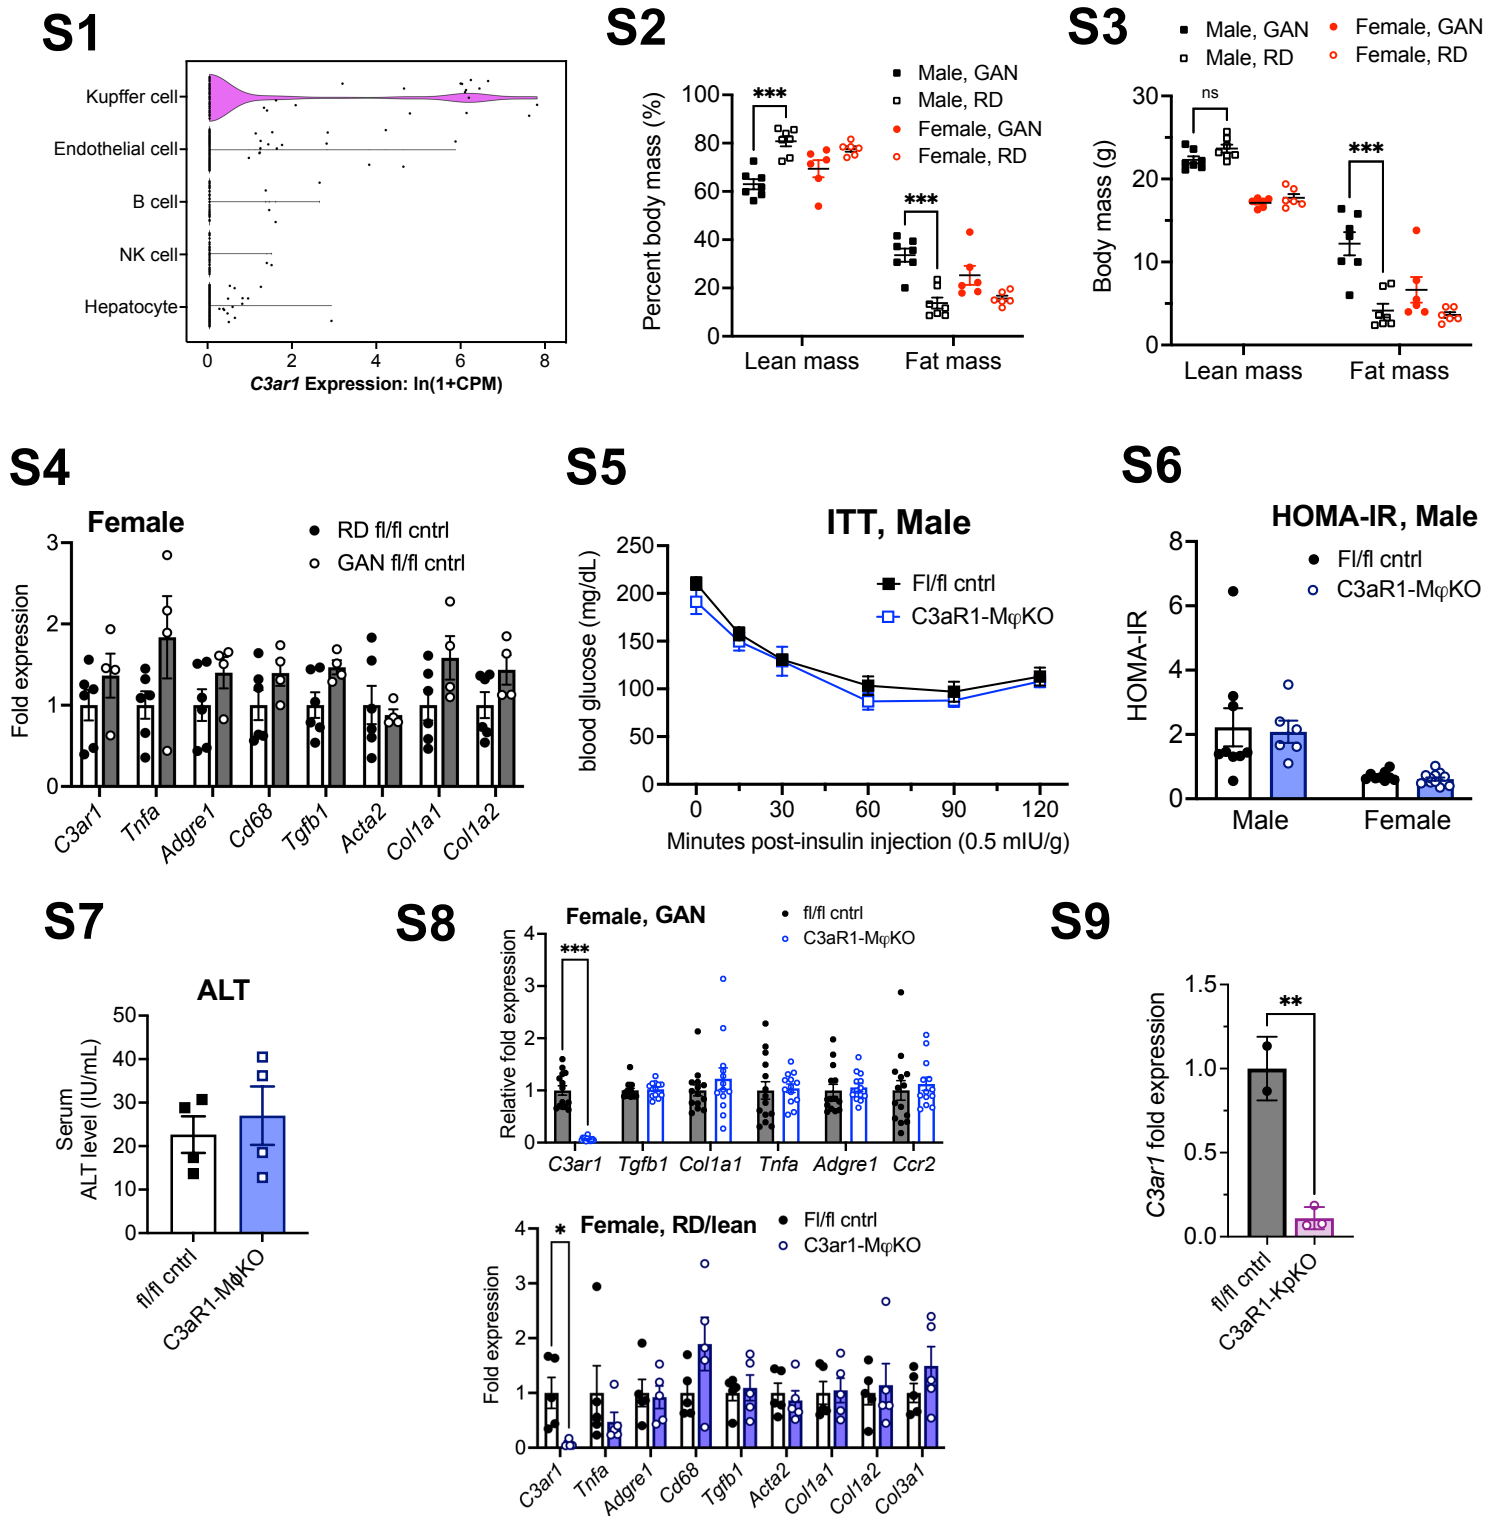 S1
Kupffer cell
Endothelial cell
B cell
NK cell
Hepatocyte
0 2 4 6 8
C3ar1 Expression: ln(1+CPM)
S2
Male, GAN
Male, RD
Female, GAN
Female, RD
Percent body mass (%)
100
80
60
40
20
0
***
***
Lean mass Fat mass
S3
Male, GAN Female, GAN
Male, RD Female, RD
Body mass (g)
30
20
10
0
ns
***
Lean mass Fat mass
S4
Female
RD fl/fl cntrl
GAN fl/fl cntrl
Fold expression
3
2
1
0
C3ar1 Tnfa Adgre1 Cd68 Tgfb1 Acta2 Col1a1 Col1a2
S5
ITT, Male
Fl/fl cntrl
C3aR1-MφKO
blood glucose (mg/dL)
250
200
150
100
50
0
0 30 60 90 120
Minutes post-insulin injection (0.5 mIU/g)
S6
HOMA-IR, Male
Fl/fl cntrl
C3aR1-MφKO
HOMA-IR
8
6
4
2
0
Male Female
S7
ALT
Serum
ALT level (IU/mL)
50
40
30
20
10
0
fl/fl cntrl C3aR1-MϕKO
S8
Female, GAN
fl/fl cntrl
C3aR1-MφKO
Relative fold expression
4
3
2
1
0
***
C3ar1 Tgfb1 Col1a1 Tnfa Adgre1 Ccr2
Female, RD/lean
Fl/fl cntrl
C3ar1-MφKO
Fold expression
4
3
2
1
0
*
C3ar1 Tnfa Adgre1 Cd68 Tgfb1 Acta2 Col1a1 Col1a2 Col3a1
S9
C3ar1 fold expression
1.5
1.0
0.5
0.0
**
fl/fl cntrl C3aR1-KpKO